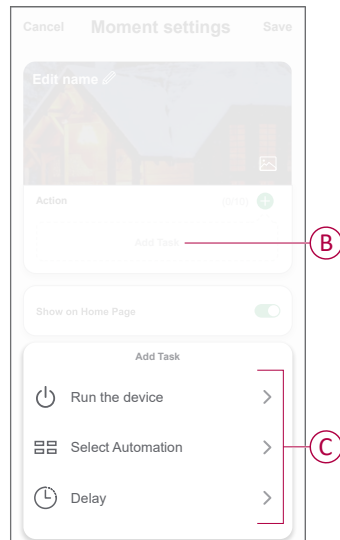 Cancel Moment settings Save
Edit name
Action (0/10)
Add Task
B
Show on Home Page
Add Task
Run the device
Select Automation
C
Delay